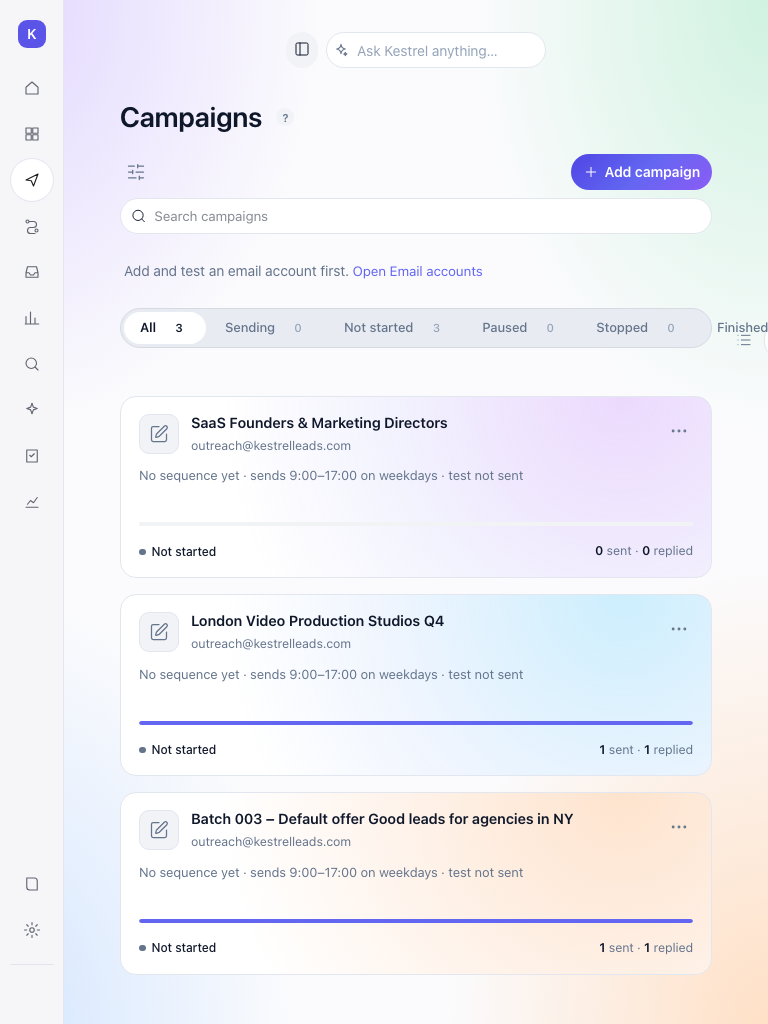 K
Ask Kestrel anything...
Campaigns ?
Add campaign
Search campaigns
Add and test an email account first. Open Email accounts
All 3 Sending 0 Not started 3 Paused 0 Stopped 0 Finished
SaaS Founders & Marketing Directors
outreach@kestrelleads.com
No sequence yet · sends 9:00–17:00 on weekdays · test not sent
Not started 0 sent · 0 replied
London Video Production Studios Q4
outreach@kestrelleads.com
No sequence yet · sends 9:00–17:00 on weekdays · test not sent
Not started 1 sent · 1 replied
Batch 003 – Default offer Good leads for agencies in NY
outreach@kestrelleads.com
No sequence yet · sends 9:00–17:00 on weekdays · test not sent
Not started 1 sent · 1 replied